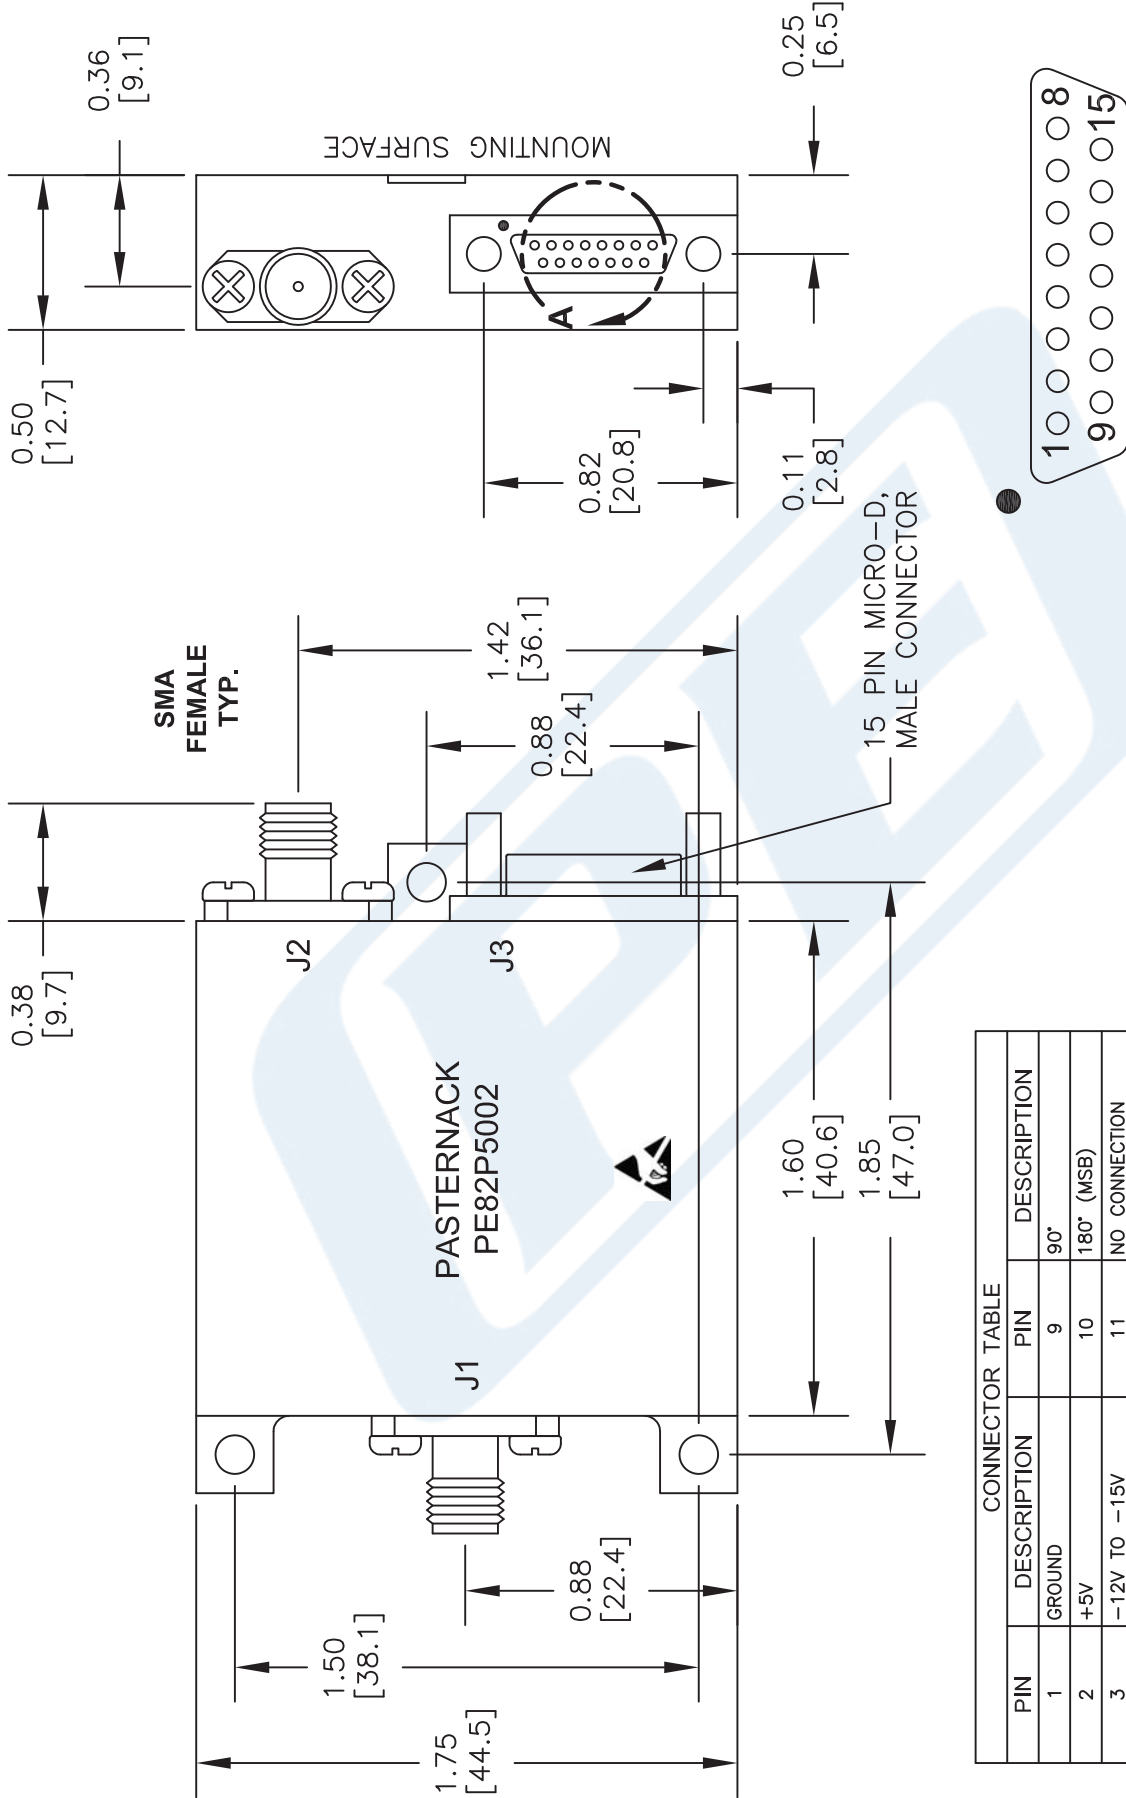 0.50
[12.7]
0.36
[9.1]
MOUNTING SURFACE
A
0.82
[20.8]
0.11
[2.8]
0.25
[6.5]
0.38
[9.7]
SMA
FEMALE
TYP.
1.42
[36.1]
0.88
[22.4]
15 PIN MICRO-D,
MALE CONNECTOR
1 8
9 15
J2
J3
PASTERNACK
PE82P5002
J1
1.60
[40.6]
1.85
[47.0]
0.88
[22.4]
1.50
[38.1]
1.75
[44.5]
CONNECTOR TABLE
PIN DESCRIPTION PIN DESCRIPTION
1 GROUND 9 90°
2 +5V 10 180° (MSB)
3 -12V TO -15V 11 NO CONNECTION
PE